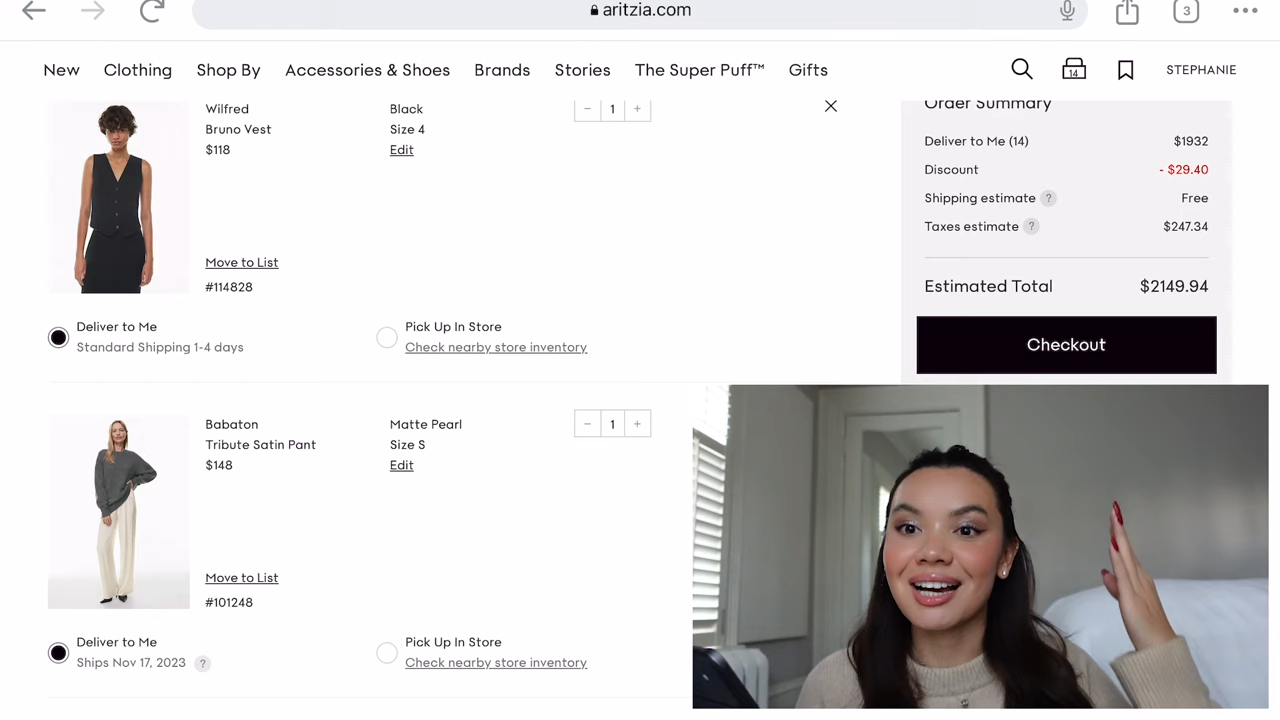 aritzia.com
3
New Clothing Shop By Accessories & Shoes Brands Stories The Super Puff™ Gifts
14
STEPHANIE
Wilfred
Bruno Vest
$118
Black
Size 4
Edit
− 1 +
Move to List
#114828
Deliver to Me
Standard Shipping 1-4 days
Pick Up In Store
Check nearby store inventory
Babaton
Tribute Satin Pant
$148
Matte Pearl
Size S
Edit
− 1 +
Move to List
#101248
Deliver to Me
Ships Nov 17, 2023 ?
Pick Up In Store
Check nearby store inventory
Order Summary
Deliver to Me (14) $1932
Discount - $29.40
Shipping estimate ? Free
Taxes estimate ? $247.34
Estimated Total $2149.94
Checkout